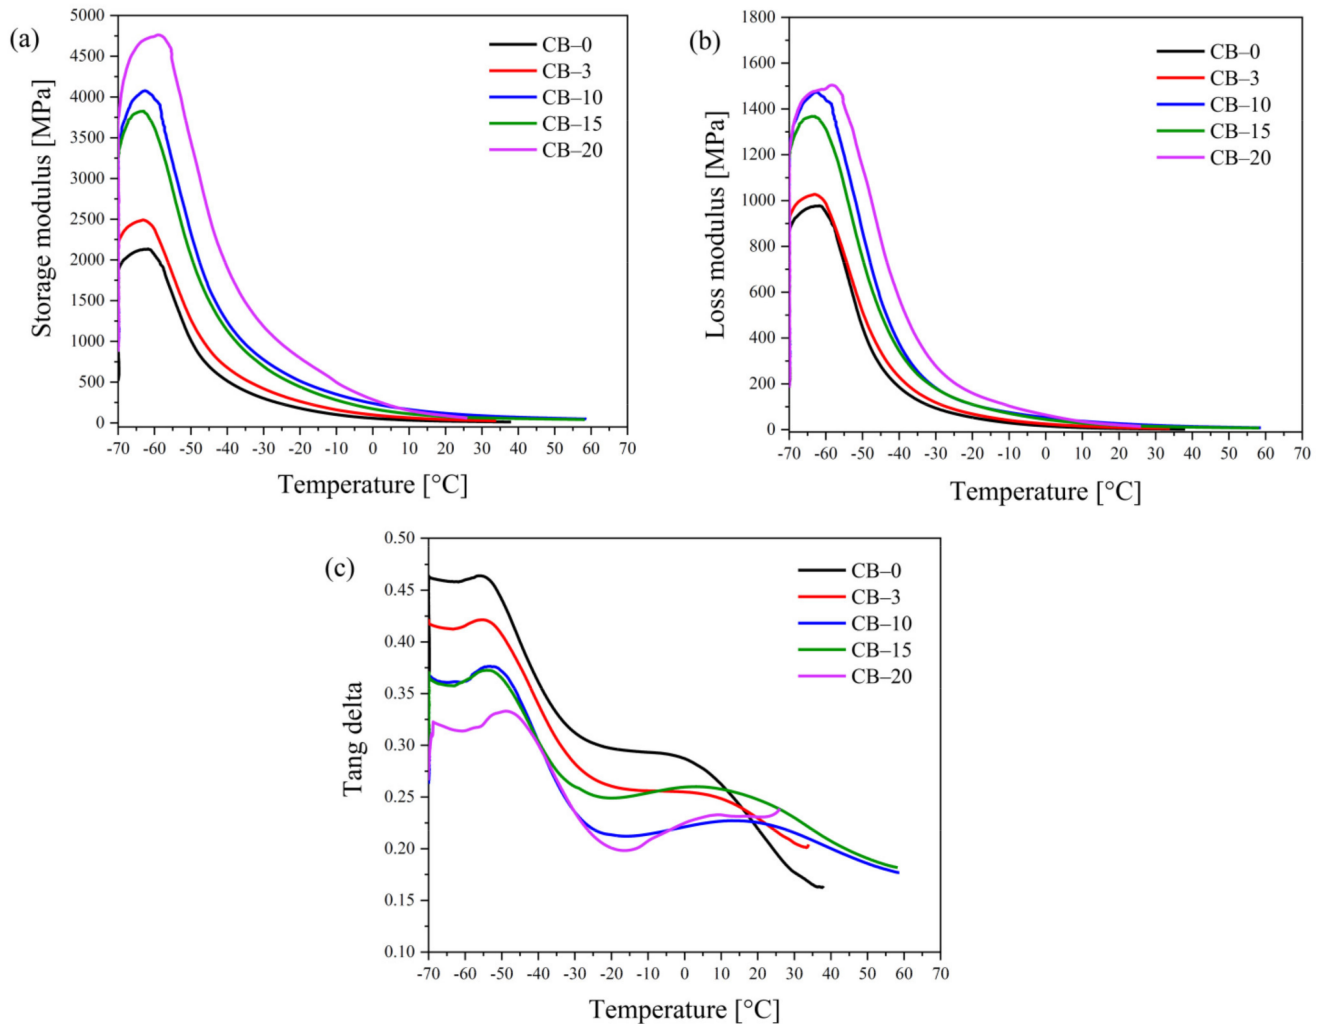 (a)
5000
4500
4000
3500
3000
2500
2000
1500
1000
500
0
Storage modulus [MPa]
CB–0
CB–3
CB–10
CB–15
CB–20
-70 -60 -50 -40 -30 -20 -10 0 10 20 30 40 50 60 70
Temperature [°C]
(b)
1800
1600
1400
1200
1000
800
600
400
200
0
Loss modulus [MPa]
CB–0
CB–3
CB–10
CB–15
CB–20
-70 -60 -50 -40 -30 -20 -10 0 10 20 30 40 50 60 70
Temperature [°C]
(c)
0.50
0.45
0.40
0.35
0.30
0.25
0.20
0.15
0.10
Tang delta
CB–0
CB–3
CB–10
CB–15
CB–20
-70 -60 -50 -40 -30 -20 -10 0 10 20 30 40 50 60 70
Temperature [°C]